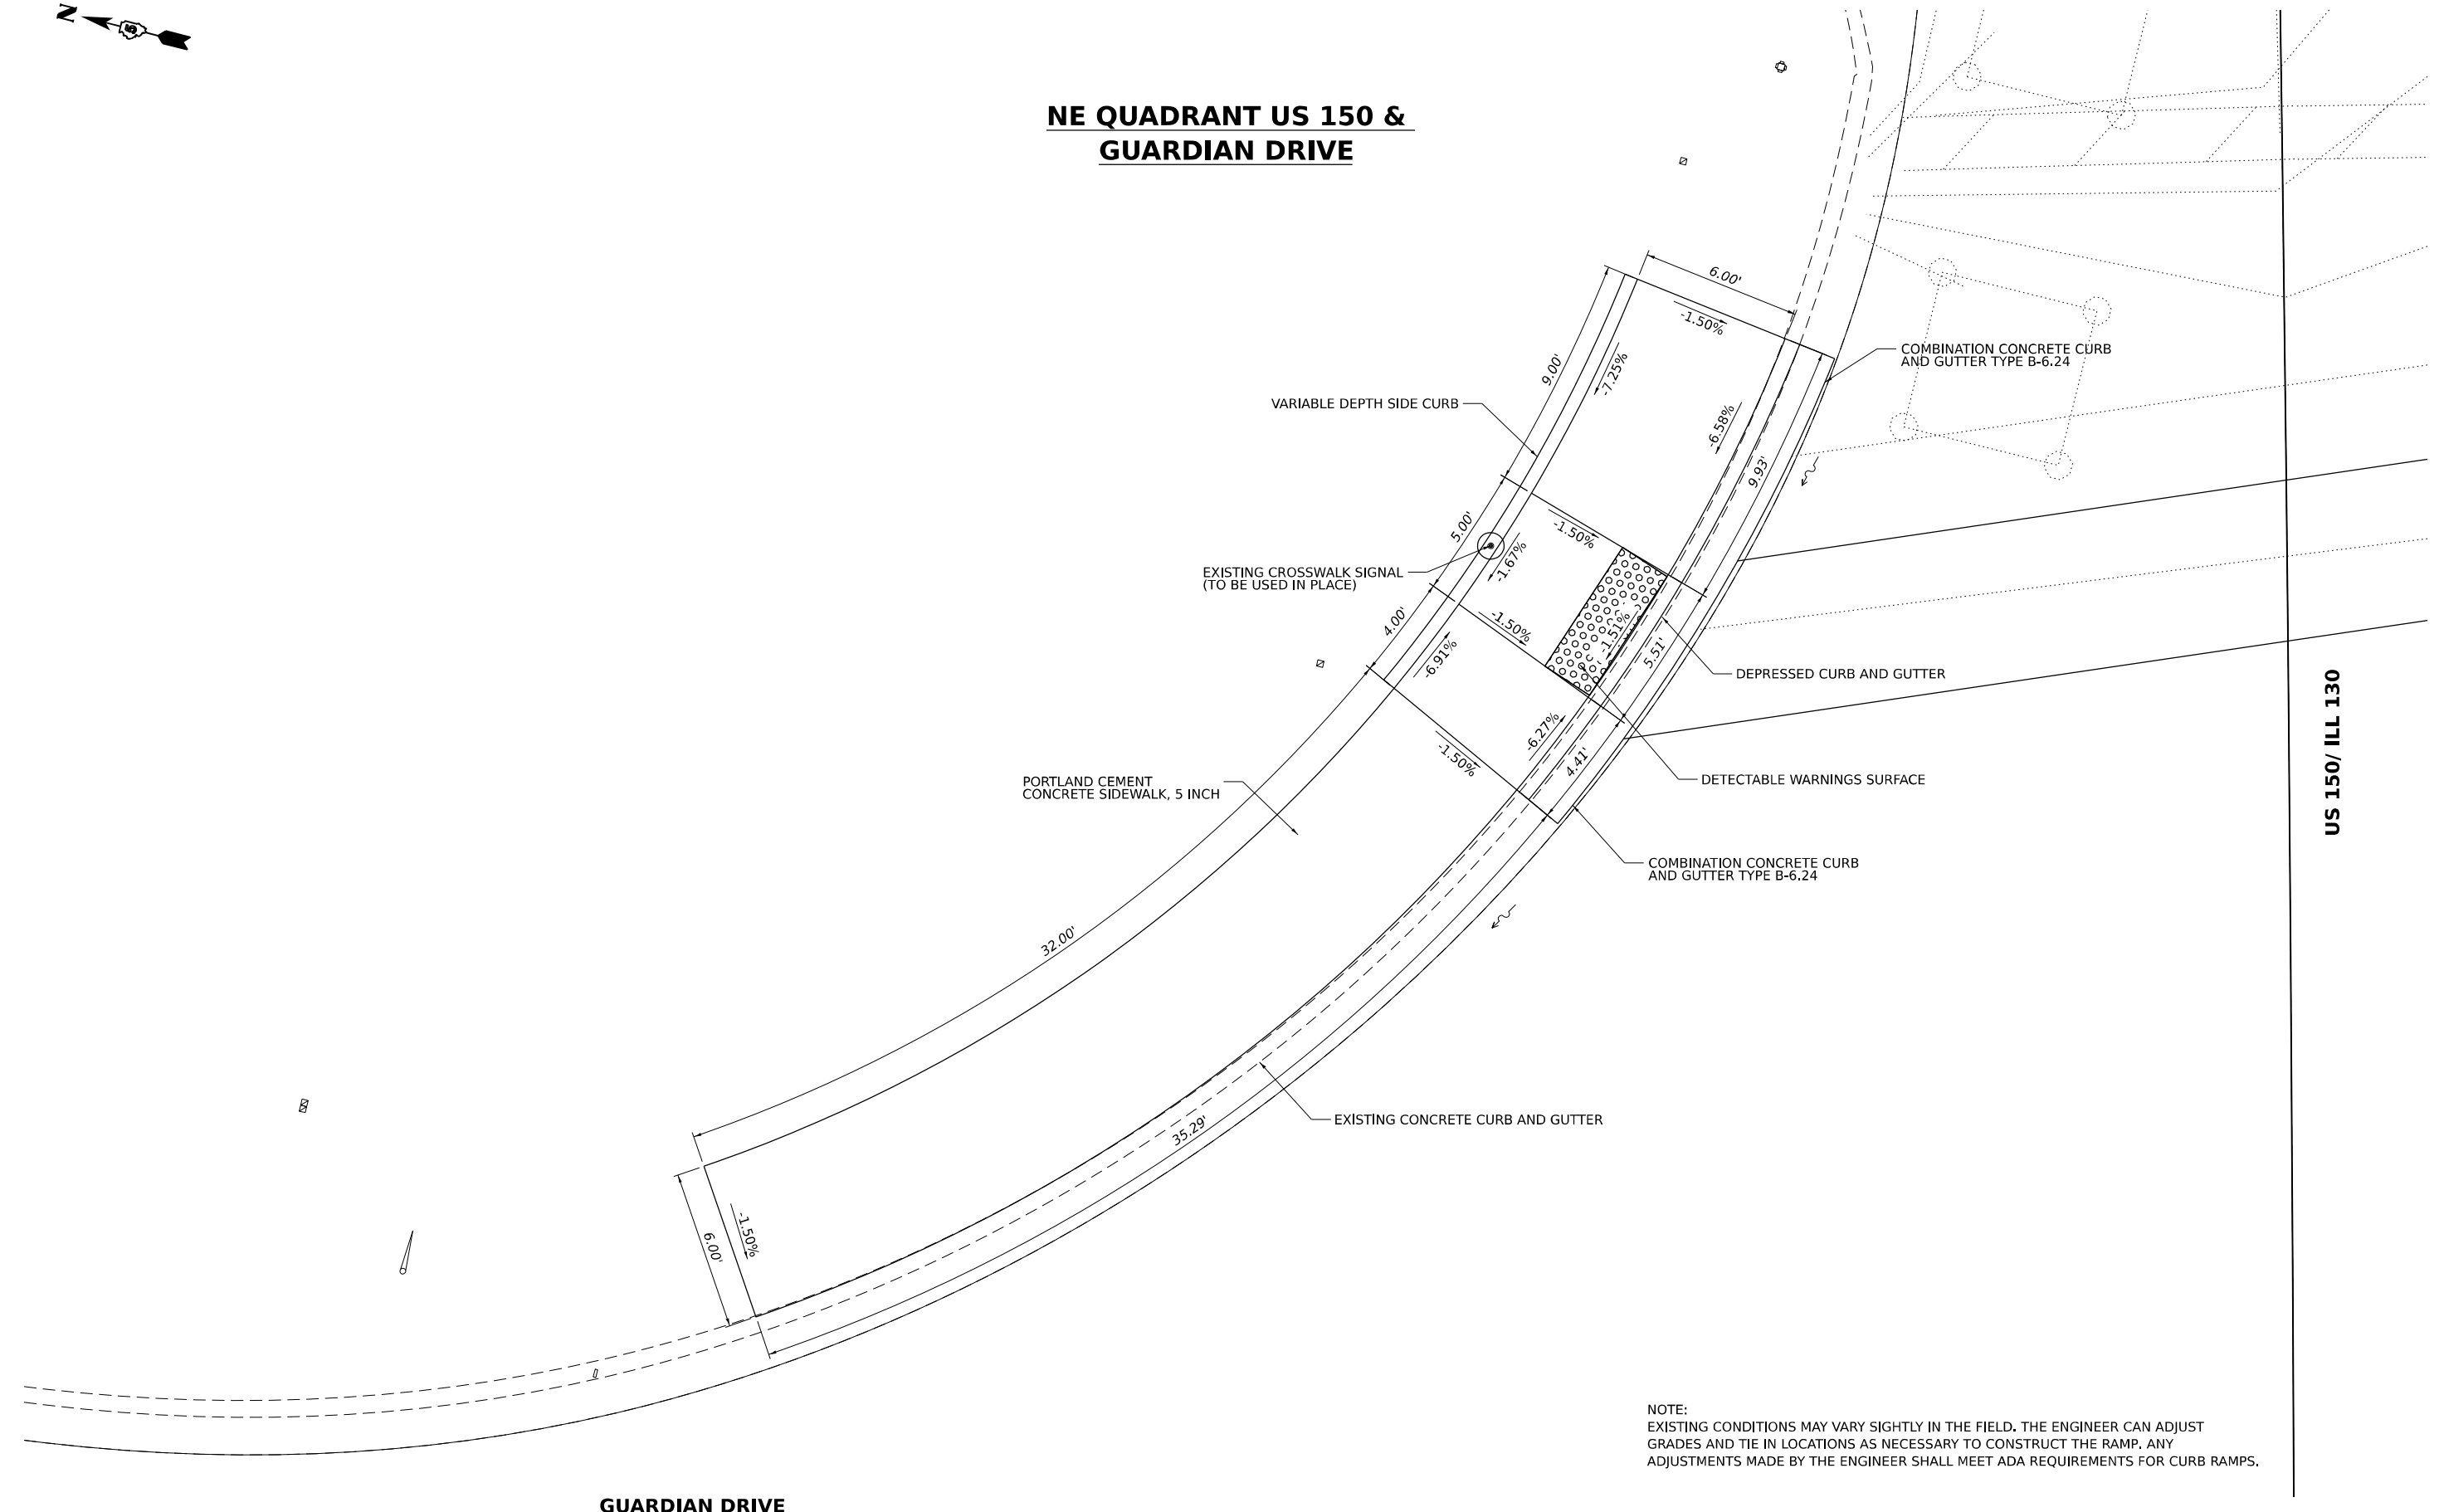 N
NE QUADRANT US 150 &
GUARDIAN DRIVE
6.00'
-1.50%
9.00'
-7.25%
COMBINATION CONCRETE CURB
AND GUTTER TYPE B-6.24
VARIABLE DEPTH SIDE CURB
-6.58%
9.93'
5.00'
-1.50%
-1.67%
EXISTING CROSSWALK SIGNAL
(TO BE USED IN PLACE)
4.00'
-1.50%
-1.51%
5.51'
-6.91%
DEPRESSED CURB AND GUTTER
-6.27%
-1.50%
4.41'
DETECTABLE WARNINGS SURFACE
PORTLAND CEMENT
CONCRETE SIDEWALK, 5 INCH
US 150/ ILL 130
COMBINATION CONCRETE CURB
AND GUTTER TYPE B-6.24
32.00'
35.29'
EXISTING CONCRETE CURB AND GUTTER
6.00'
-1.50%
NOTE:
EXISTING CONDITIONS MAY VARY SIGHTLY IN THE FIELD. THE ENGINEER CAN ADJUST
GRADES AND TIE IN LOCATIONS AS NECESSARY TO CONSTRUCT THE RAMP. ANY
ADJUSTMENTS MADE BY THE ENGINEER SHALL MEET ADA REQUIREMENTS FOR CURB RAMPS.
GUARDIAN DRIVE